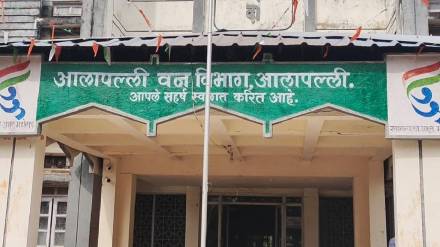 आलापल्ली वन विभाग, आलापल्ली.
आपले सहर्ष स्वागत करित आहे.